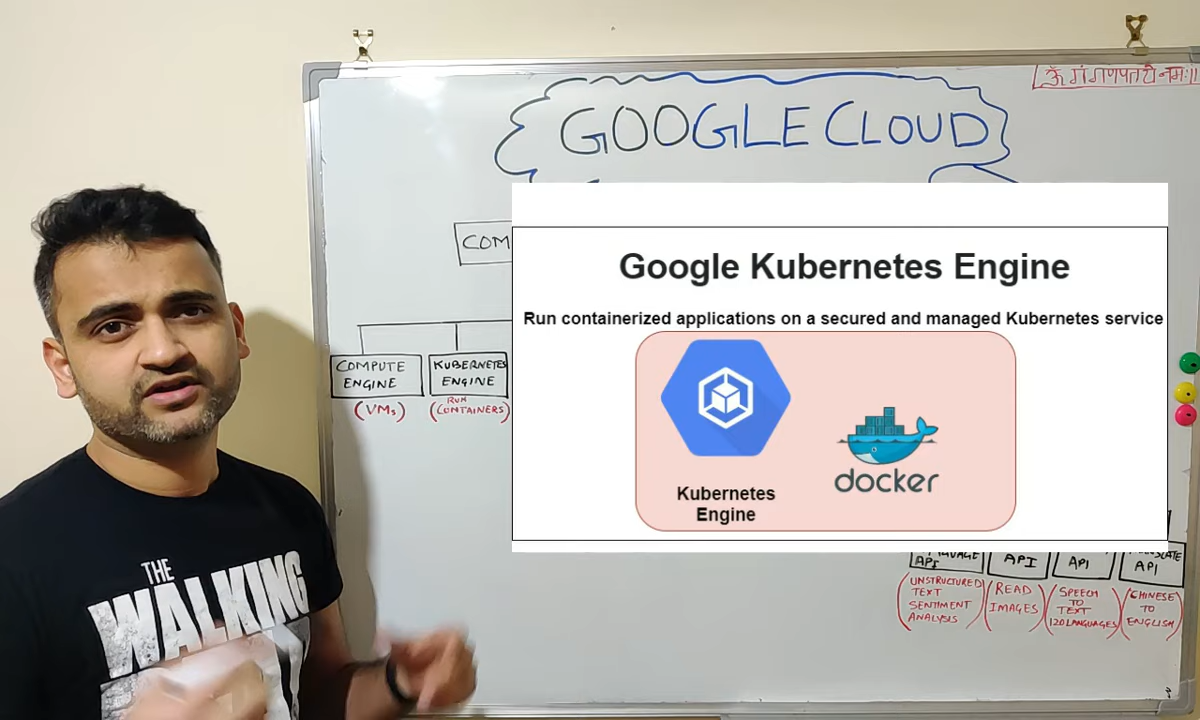 ॐ गं गणपतये नमः॥
GOOGLE CLOUD
COM
Google Kubernetes Engine
Run containerized applications on a secured and managed Kubernetes service
COMPUTE
ENGINE
(VMs)
KUBERNETES
ENGINE
RUN
(CONTAINERS)
docker
Kubernetes
Engine
API
(UNSTRUCTURED
TEXT
SENTIMENT
ANALYSIS)
API
(READ
IMAGES)
API
(SPEECH
TO
TEXT
120 LANGUAGES)
API
(CHINESE
TO
ENGLISH)
THE
WALKING